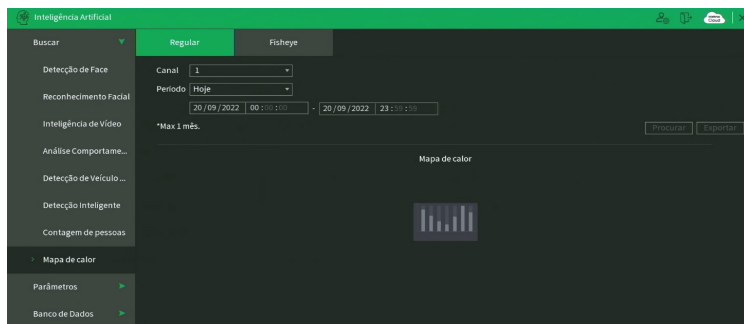 Inteligência Artificial
Buscar
Detecção de Face
Reconhecimento Facial
Inteligência de Vídeo
Análise Comportame...
Detecção de Veículo ...
Detecção Inteligente
Contagem de pessoas
Mapa de calor
Parâmetros
Banco de Dados
Regular Fisheye
Canal 1
Periodo Hoje
20/09/2022 00:00:00 - 20/09/2022 23:59:59
*Max 1 mês.
Procurar Exportar
Mapa de calor